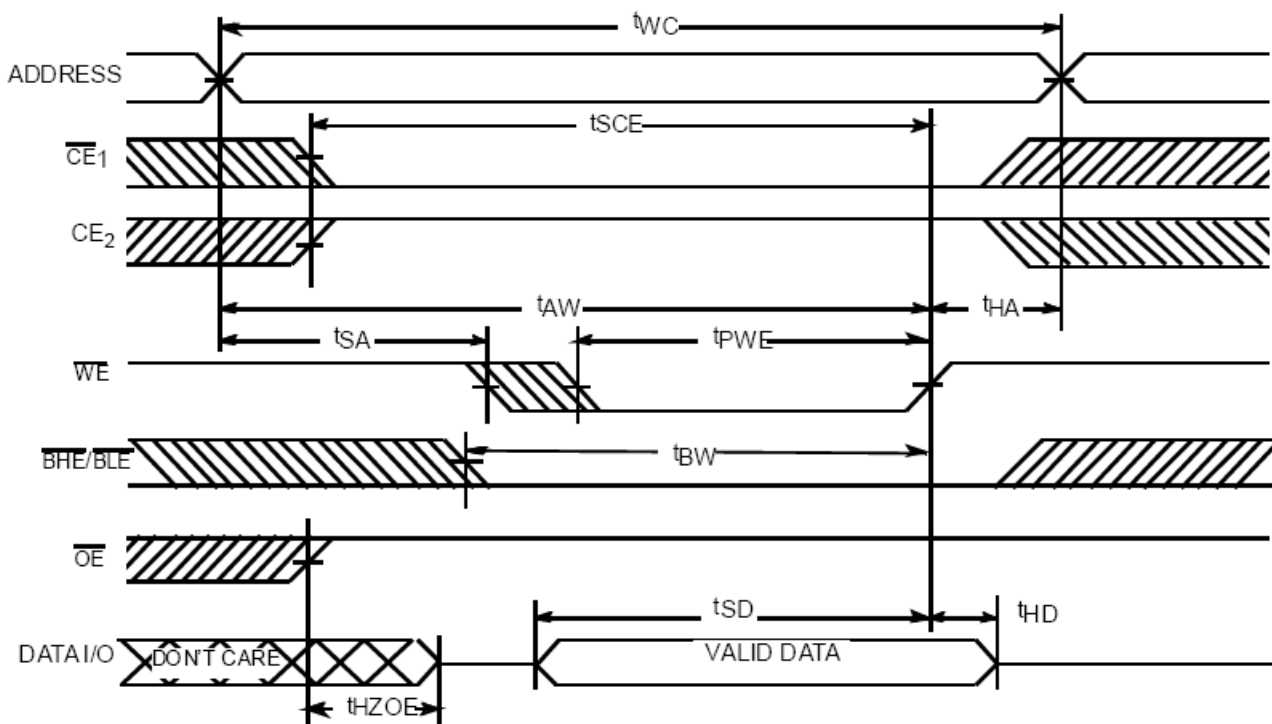 tWC
ADDRESS
tSCE
CE1
CE2
tAW
tHA
tSA
tPWE
WE
BHE/BLE
tBW
OE
tSD
tHD
DATA I/O
DON'T CARE
VALID DATA
tHZOE